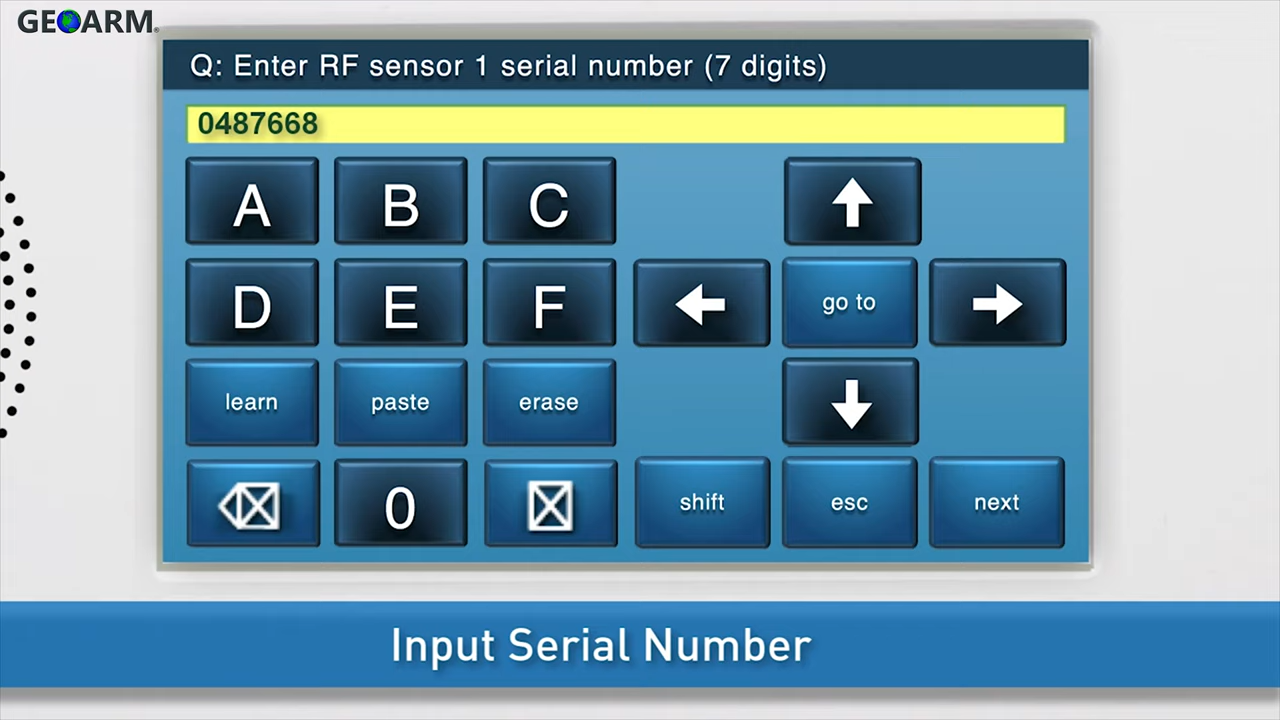 GEOARM®
Q: Enter RF sensor 1 serial number (7 digits)
0487668
A B C
D E F go to
learn paste erase
0 shift esc next
Input Serial Number